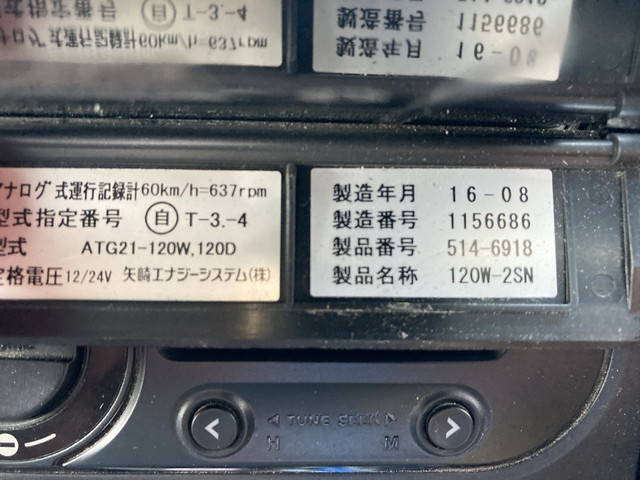 アナログ式運行記録計60km/h=637rpm
型式指定番号 自 T-3.-4
型式 ATG21-120W,120D
定格電圧12/24V 矢崎エナジーシステム(株)
製造年月 16-08
製造番号 1156686
製品番号 514-6918
製品名称 120W-2SN
TUNE SEEK
H M